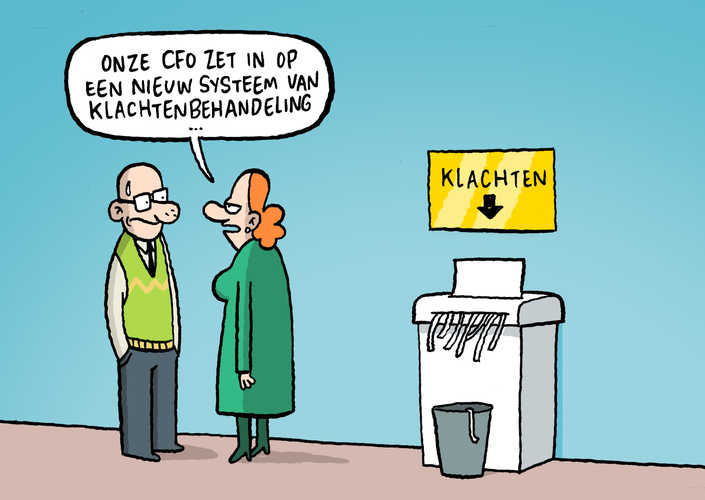 ONZE CFO ZET IN OP
EEN NIEUW SYSTEEM VAN
KLACHTENBEHANDELING
...
KLACHTEN